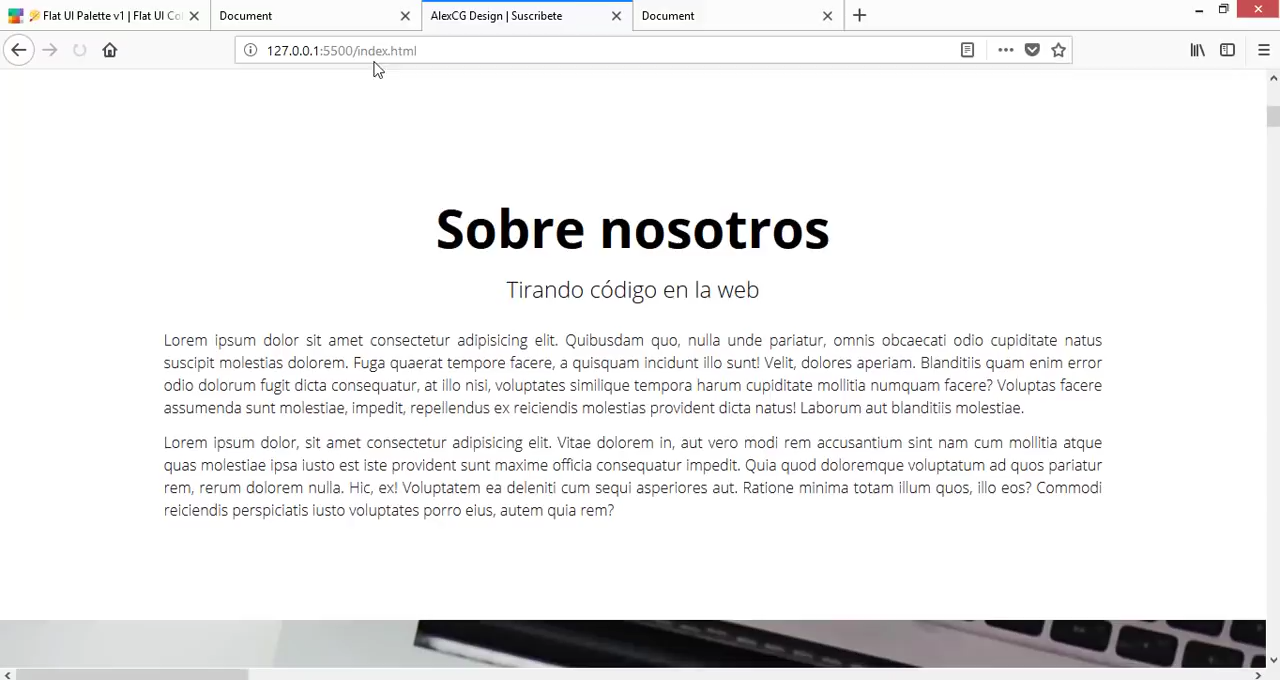 Flat UI Palette v1 | Flat UI Co
Document
AlexCG Design | Suscribete
Document
127.0.0.1:5500/index.html
Sobre nosotros
Tirando código en la web
Lorem ipsum dolor sit amet consectetur adipisicing elit. Quibusdam quo, nulla unde pariatur, omnis obcaecati odio cupiditate natus
suscipit molestias dolorem. Fuga quaerat tempore facere, a quisquam incidunt illo sunt! Velit, dolores aperiam. Blanditiis quam enim error
odio dolorum fugit dicta consequatur, at illo nisi, voluptates similique tempora harum cupiditate mollitia numquam facere? Voluptas facere
assumenda sunt molestiae, impedit, repellendus ex reiciendis molestias provident dicta natus! Laborum aut blanditiis molestiae.
Lorem ipsum dolor, sit amet consectetur adipisicing elit. Vitae dolorem in, aut vero modi rem accusantium sint nam cum mollitia atque
quas molestiae ipsa iusto est iste provident sunt maxime officia consequatur impedit. Quia quod doloremque voluptatum ad quos pariatur
rem, rerum dolorem nulla. Hic, ex! Voluptatem ea deleniti cum sequi asperiores aut. Ratione minima totam illum quos, illo eos? Commodi
reiciendis perspiciatis iusto voluptates porro eius, autem quia rem?